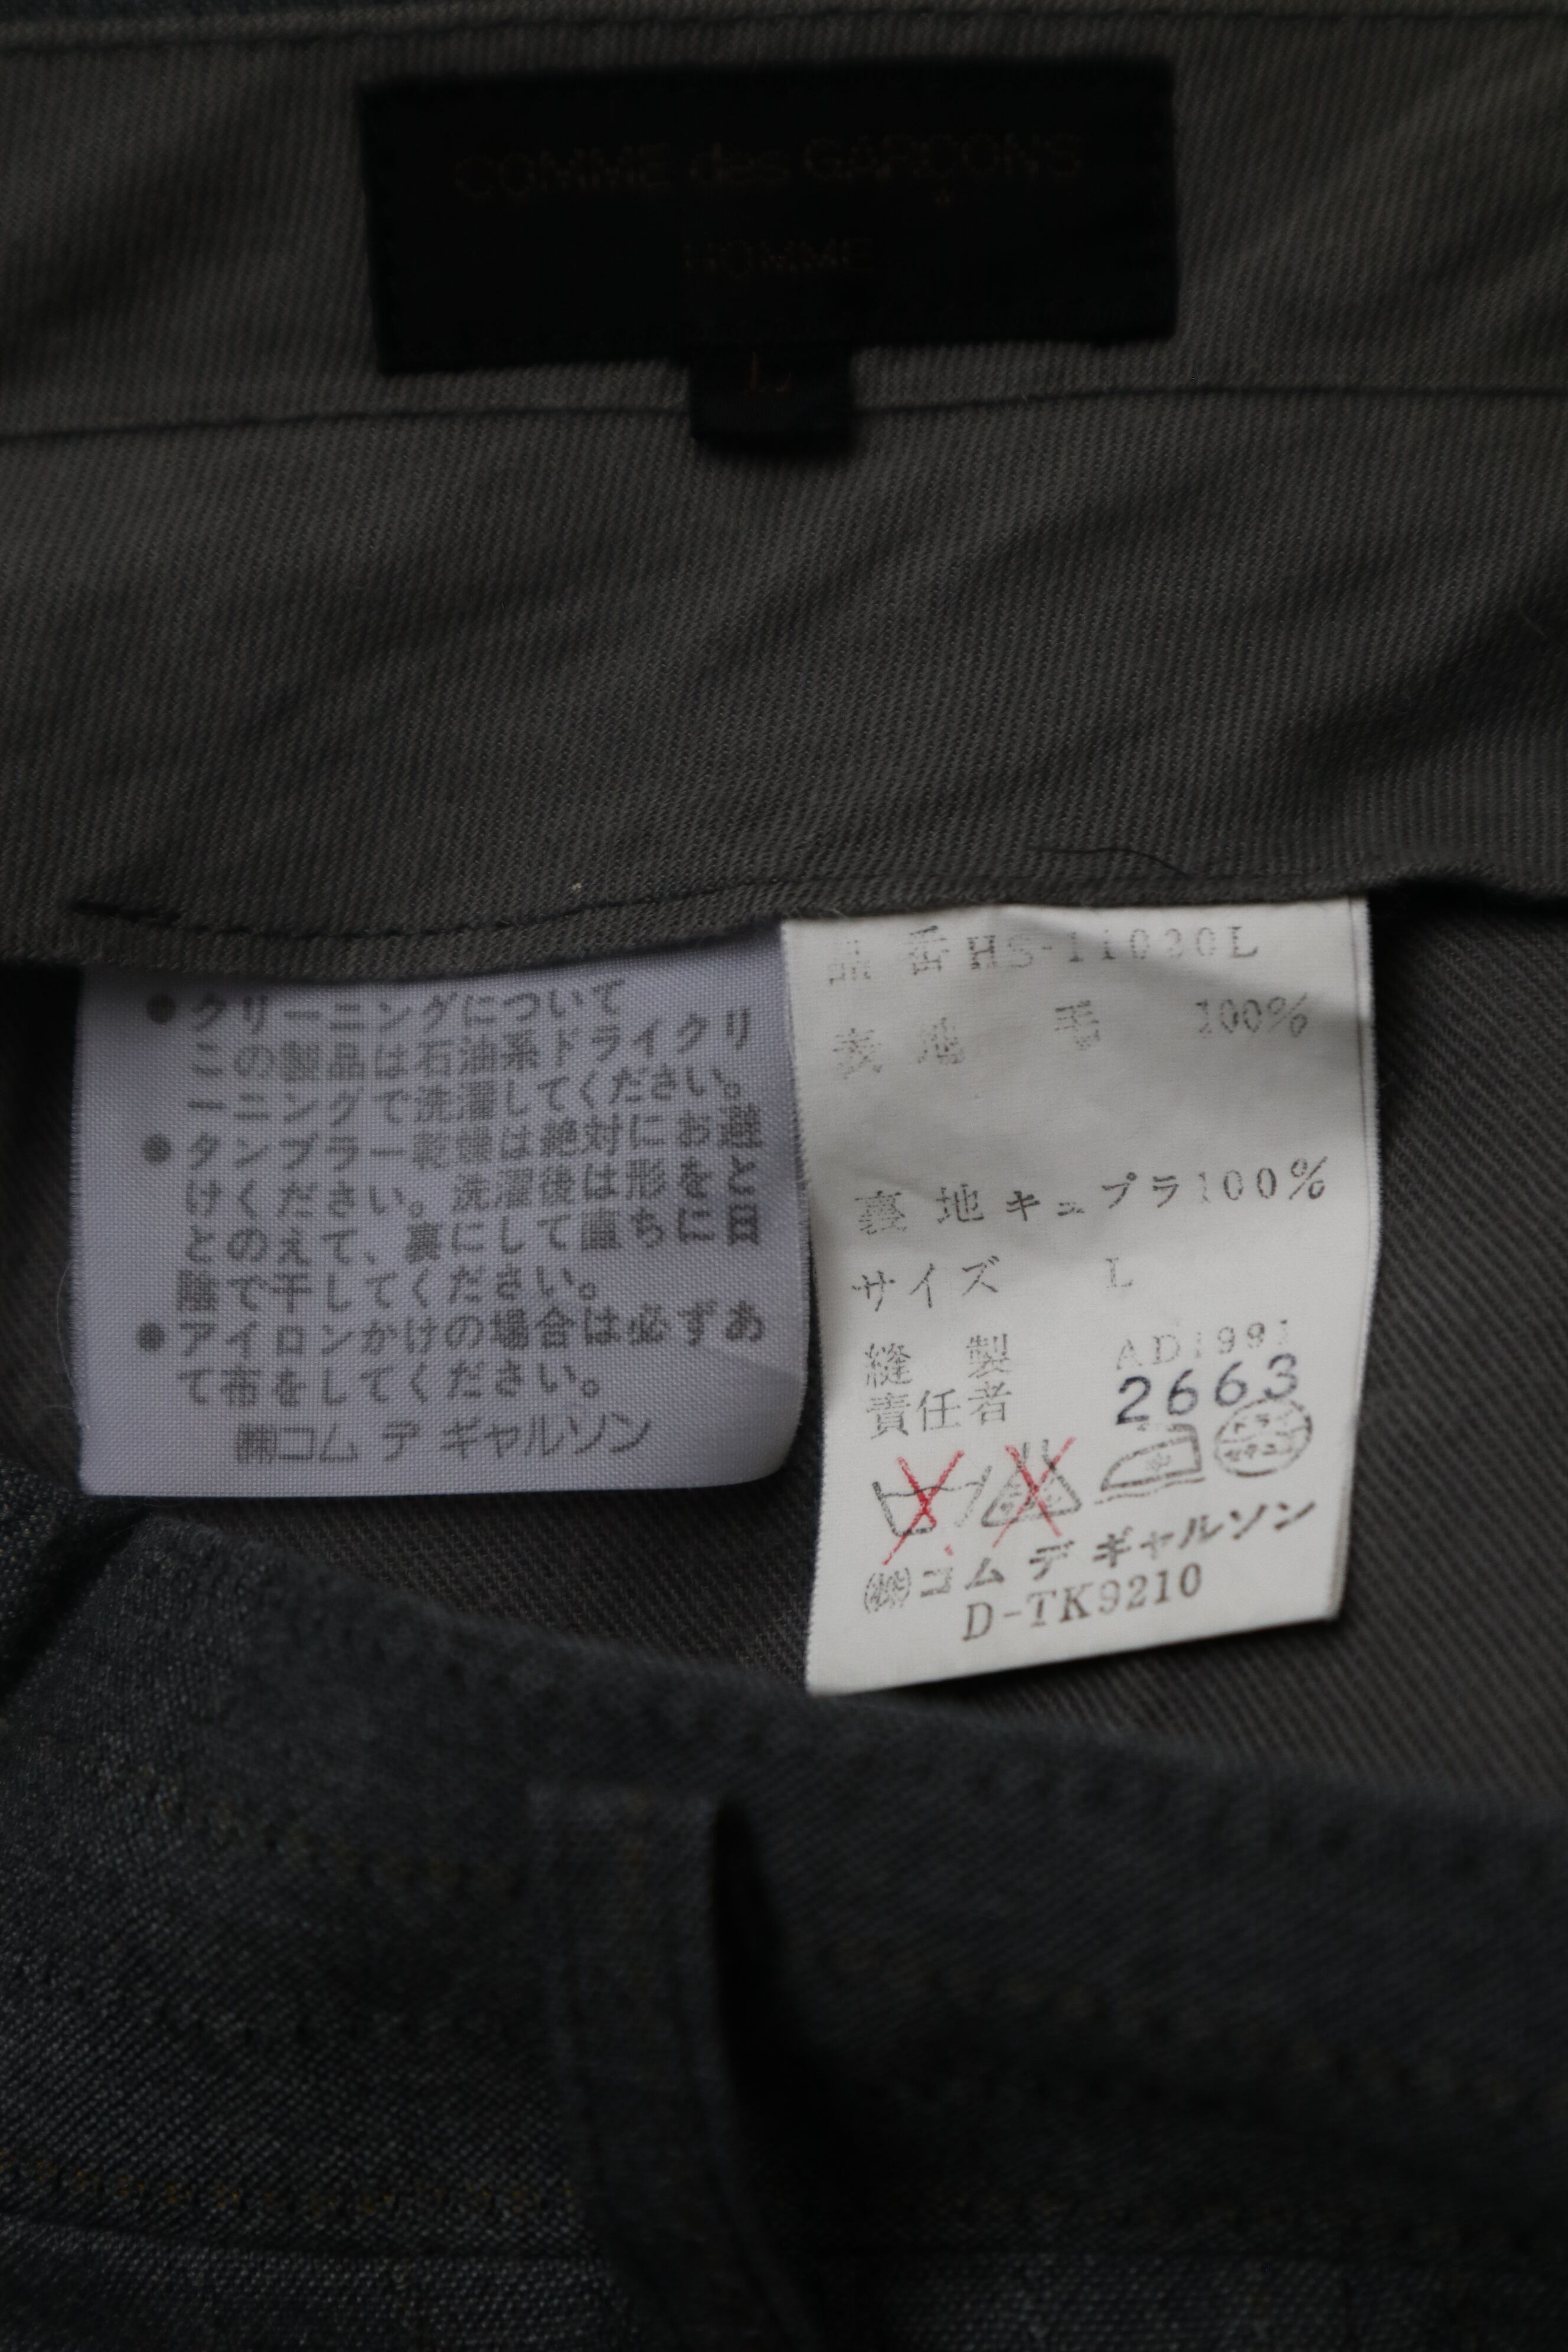 COMME des GARÇONS
HOMME
L
●クリーニングについて
この製品は石油系ドライクリ
ーニングで洗濯してください。
●タンブラー乾燥は絶対にお避
けください。洗濯後は形をと
とのえて、裏にして直ちに日
陰で干してください。
●アイロンかけの場合は必ずあ
て布をしてください。
㈱コム デ ギャルソン
品 番 HS-11020L
表 地 毛 100%
裏 地 キュプラ100%
サイズ L
縫 製 AD1991
責任者 2663
㈱コム デ ギャルソン
D-TK9210